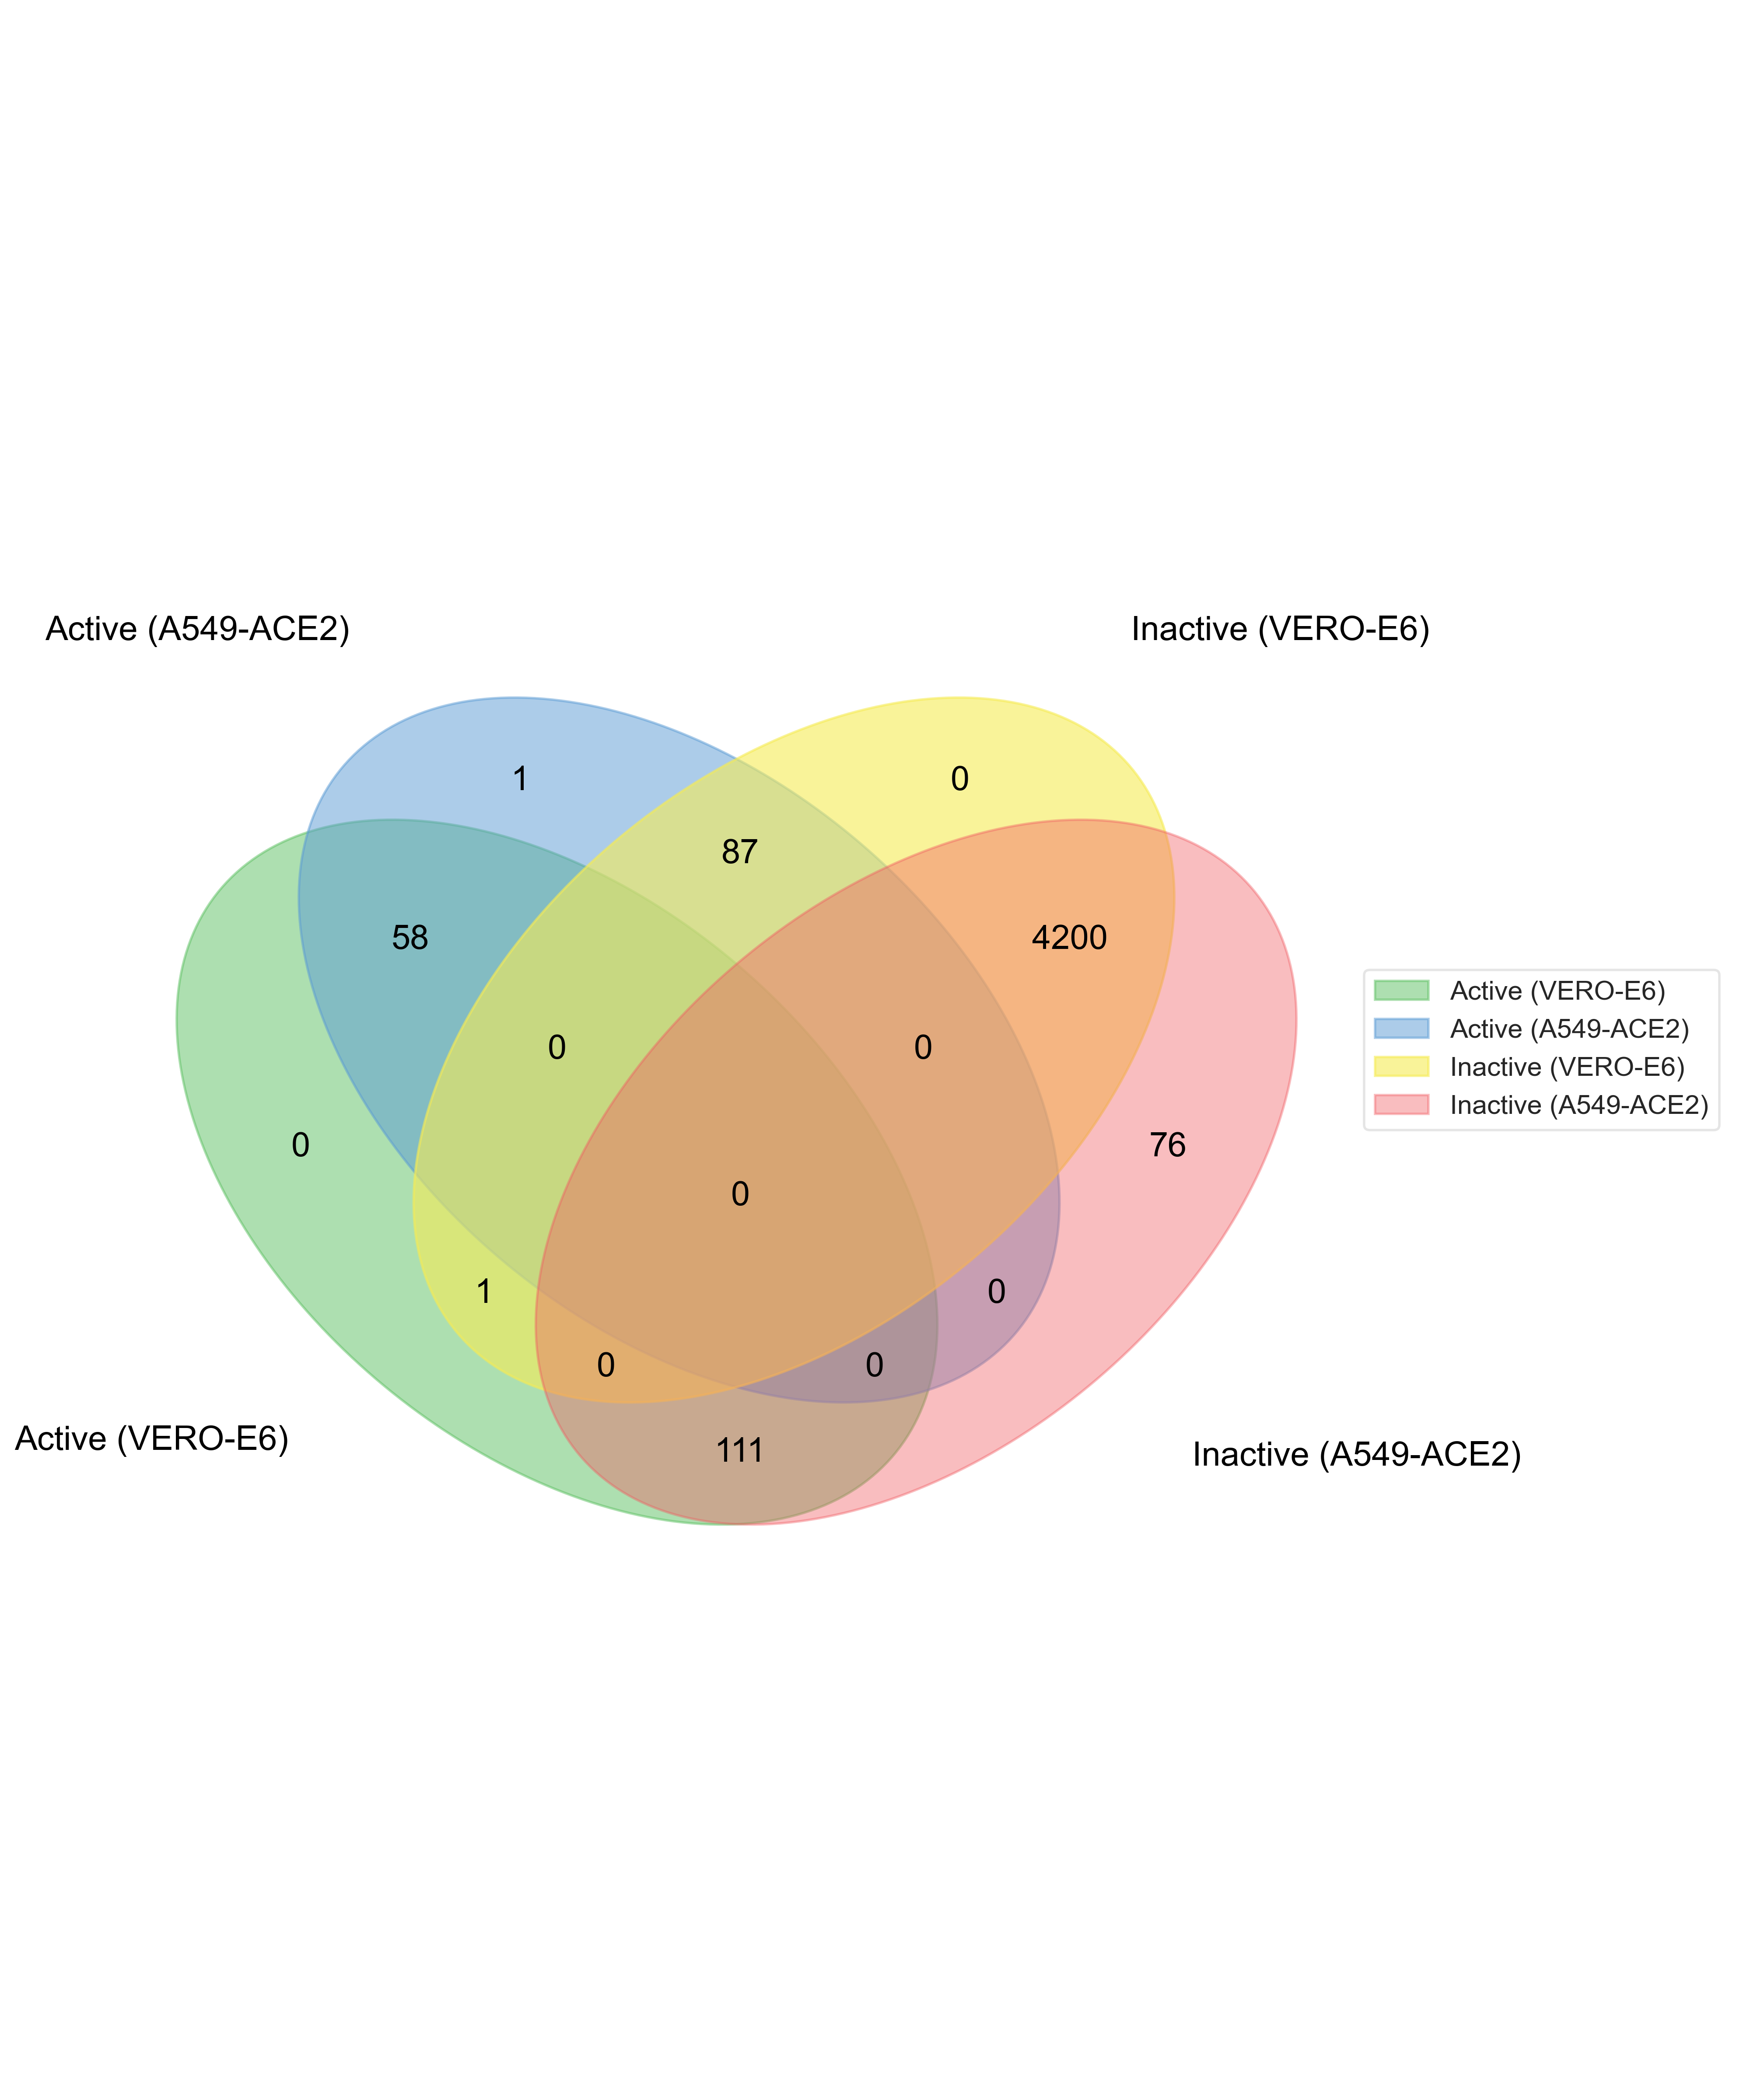 Active (A549-ACE2)
Inactive (VERO-E6)
1
0
87
58
4200
0
0
Active (VERO-E6)
Active (A549-ACE2)
Inactive (VERO-E6)
Inactive (A549-ACE2)
0
76
0
1
0
0
0
111
Active (VERO-E6)
Inactive (A549-ACE2)